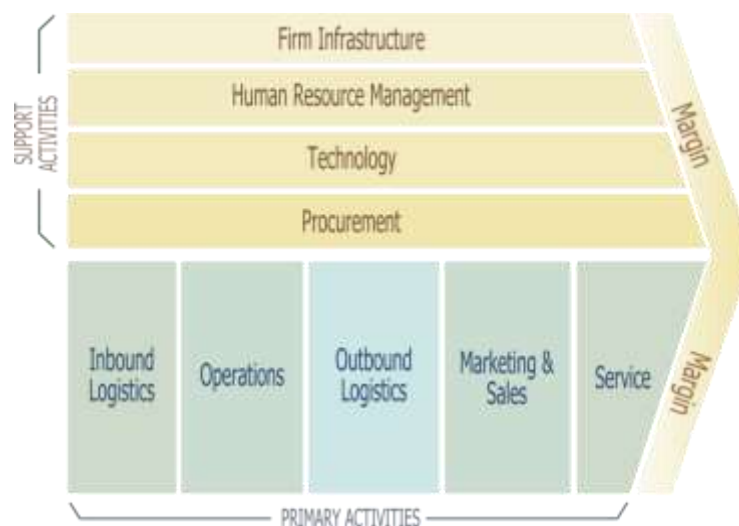 SUPPORT
ACTIVITIES
Firm Infrastructure
Human Resource Management
Technology
Procurement
Margin
Inbound
Logistics
Operations
Outbound
Logistics
Marketing &
Sales
Service
Margin
PRIMARY ACTIVITIES